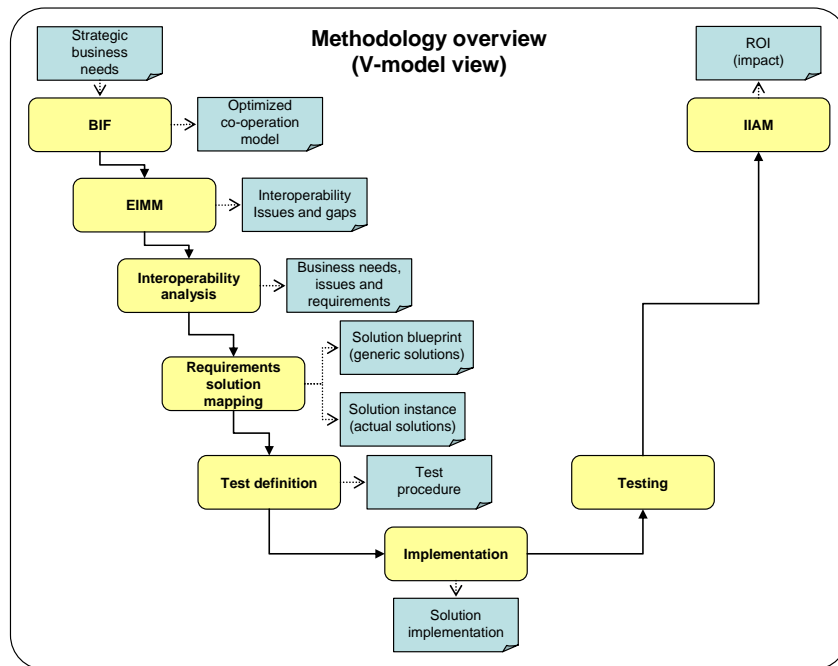 Methodology overview
(V-model view)
Strategic
business
needs
ROI
(impact)
BIF
Optimized
co-operation
model
IIAM
EIMM
Interoperability
Issues and gaps
Interoperability
analysis
Business needs,
issues and
requirements
Requirements
solution
mapping
Solution blueprint
(generic solutions)
Solution instance
(actual solutions)
Test definition
Test
procedure
Testing
Implementation
Solution
implementation